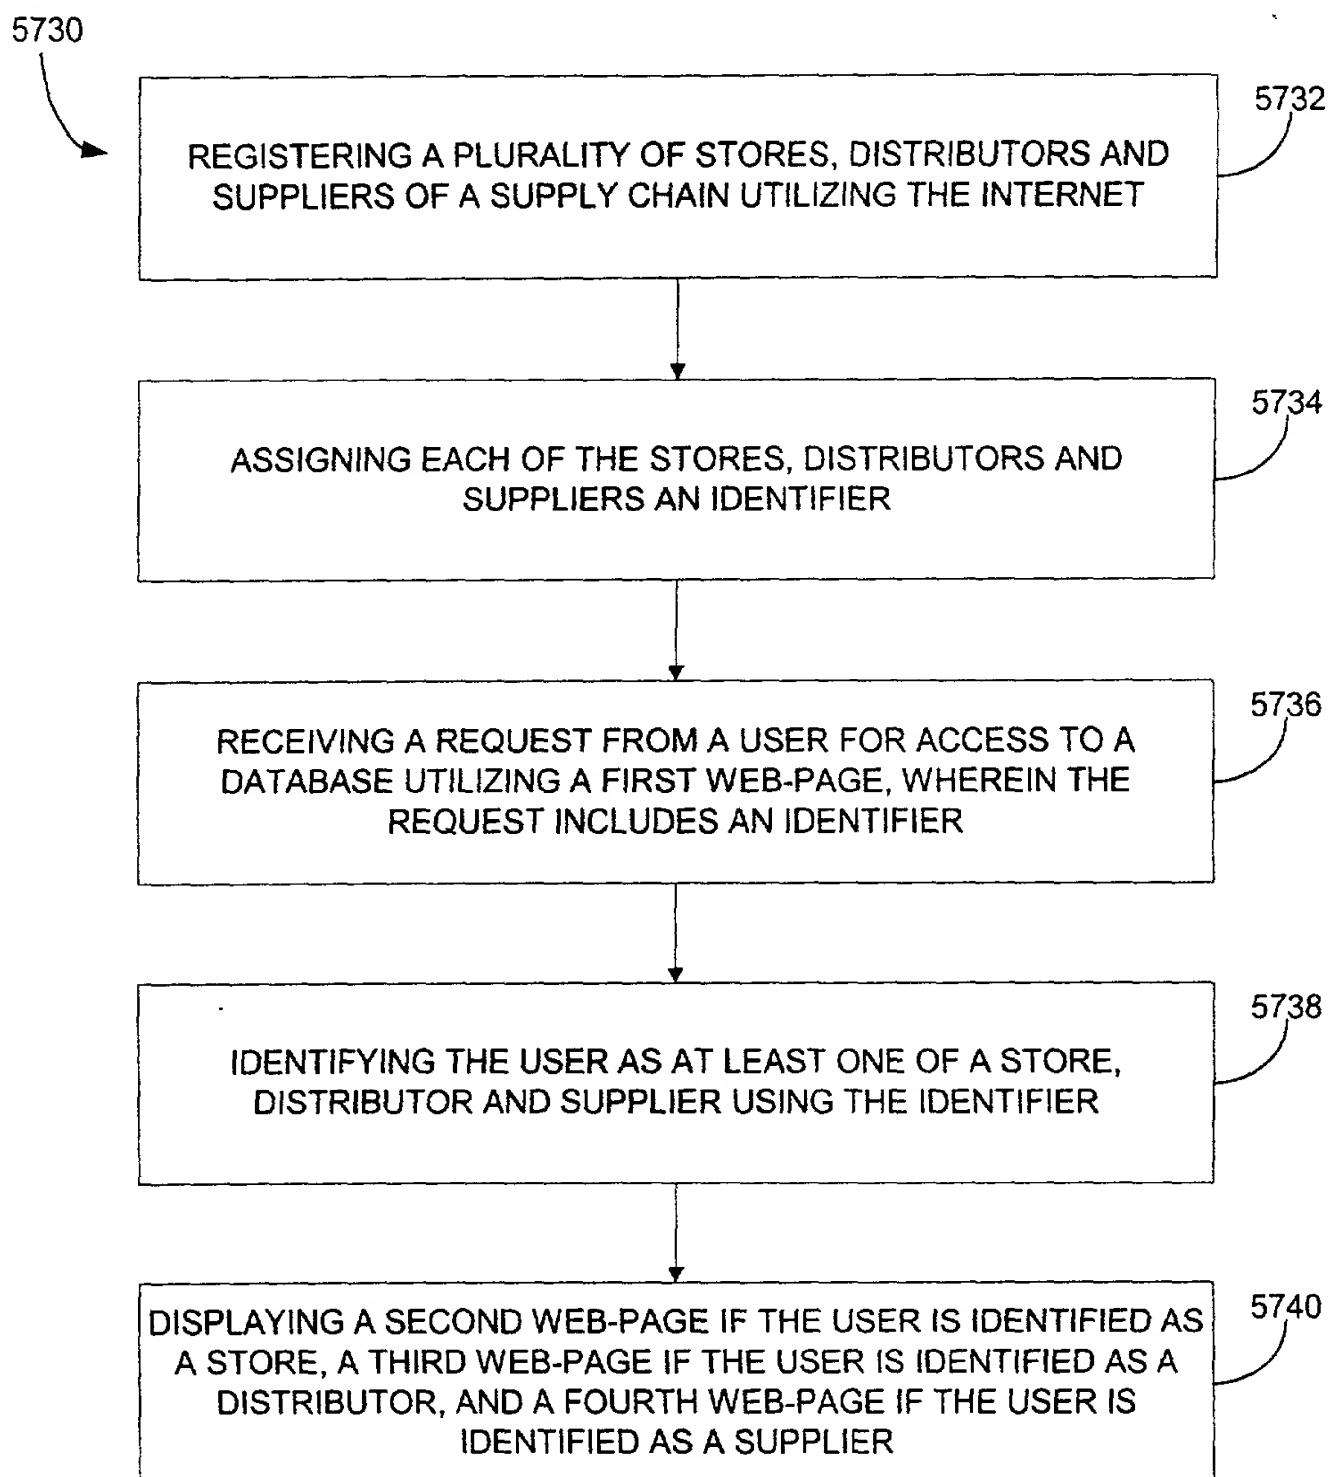 5730
5732
REGISTERING A PLURALITY OF STORES, DISTRIBUTORS AND
SUPPLIERS OF A SUPPLY CHAIN UTILIZING THE INTERNET
5734
ASSIGNING EACH OF THE STORES, DISTRIBUTORS AND
SUPPLIERS AN IDENTIFIER
5736
RECEIVING A REQUEST FROM A USER FOR ACCESS TO A
DATABASE UTILIZING A FIRST WEB-PAGE, WHEREIN THE
REQUEST INCLUDES AN IDENTIFIER
5738
IDENTIFYING THE USER AS AT LEAST ONE OF A STORE,
DISTRIBUTOR AND SUPPLIER USING THE IDENTIFIER
5740
DISPLAYING A SECOND WEB-PAGE IF THE USER IS IDENTIFIED AS
A STORE, A THIRD WEB-PAGE IF THE USER IS IDENTIFIED AS A
DISTRIBUTOR, AND A FOURTH WEB-PAGE IF THE USER IS
IDENTIFIED AS A SUPPLIER